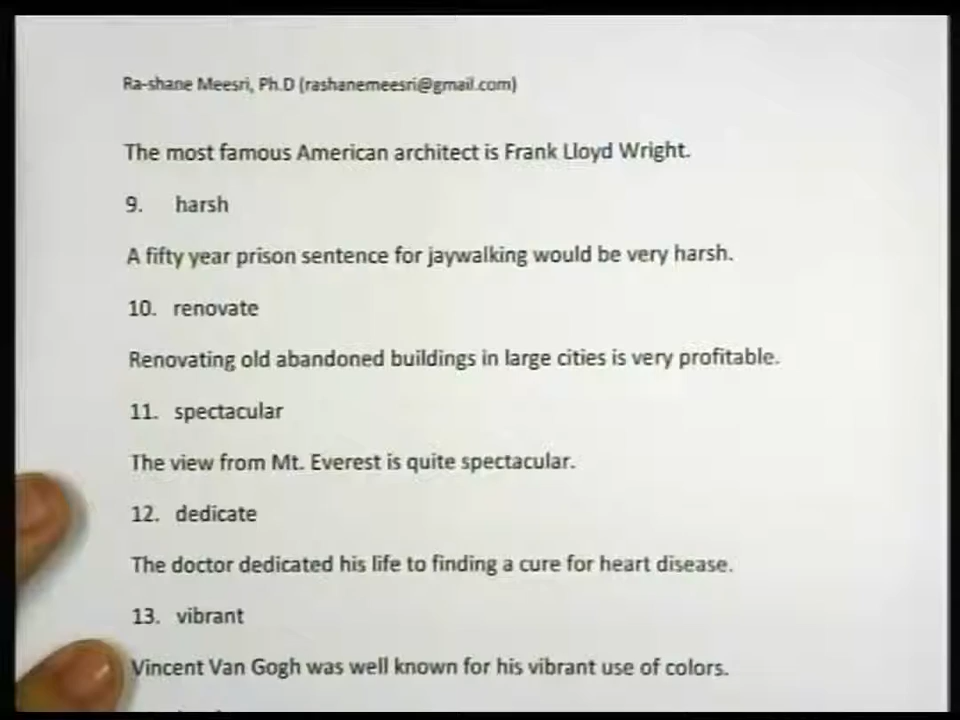 Ra-shane Meesri, Ph.D (rashanemeesri@gmail.com)
The most famous American architect is Frank Lloyd Wright.
9. harsh
A fifty year prison sentence for jaywalking would be very harsh.
10. renovate
Renovating old abandoned buildings in large cities is very profitable.
11. spectacular
The view from Mt. Everest is quite spectacular.
12. dedicate
The doctor dedicated his life to finding a cure for heart disease.
13. vibrant
Vincent Van Gogh was well known for his vibrant use of colors.